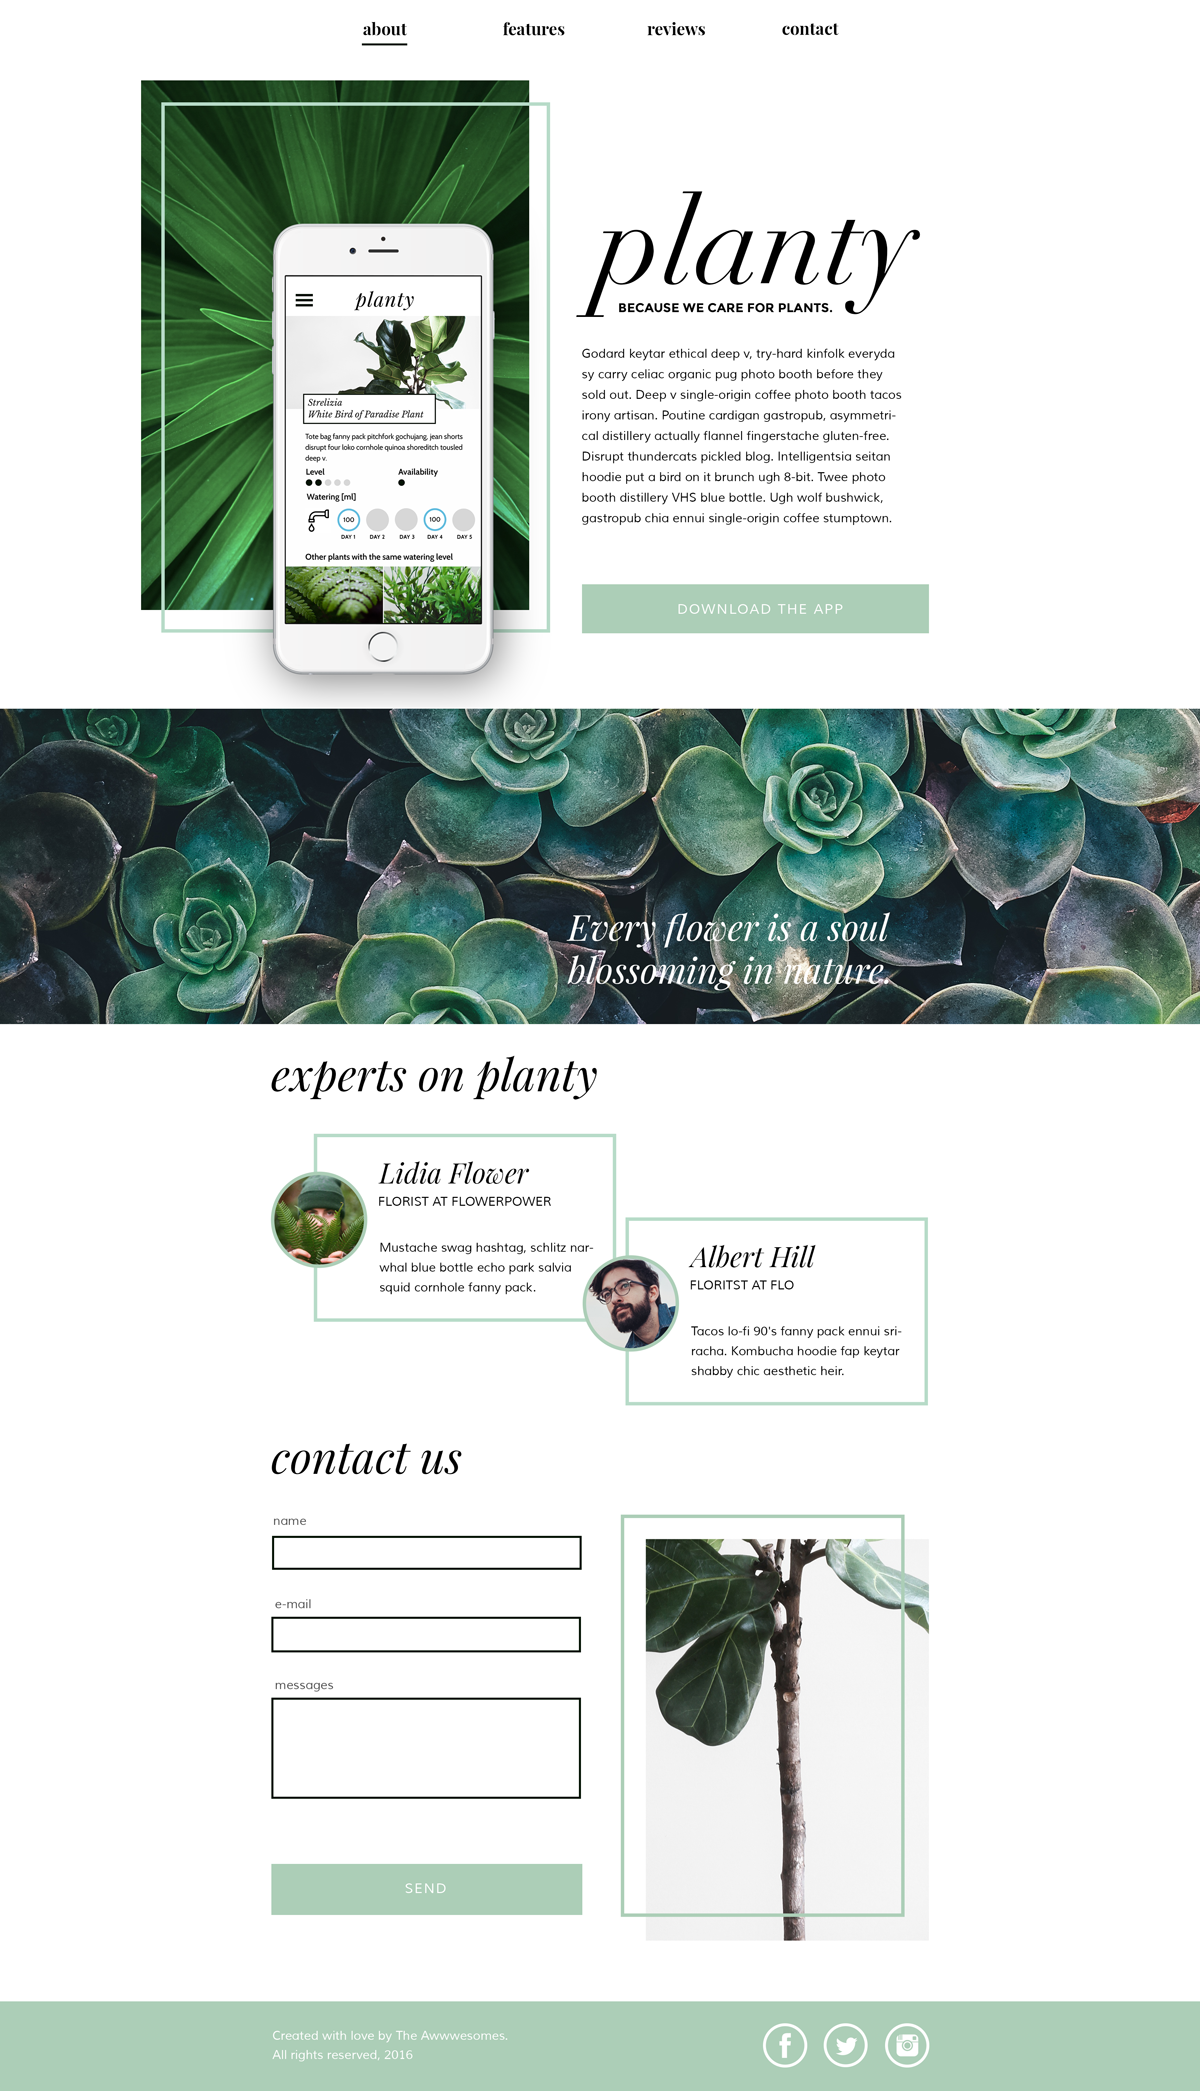 about
features
reviews
contact
planty
BECAUSE WE CARE FOR PLANTS.
planty
Strelizia
White Bird of Paradise Plant
Tote bag fanny pack pitchfork gochujang, jean shorts
disrupt four loko cornhole quinoa shoreditch tousled
deep v.
Level
Availability
Watering [ml]
100
100
DAY 1
DAY 2
DAY 3
DAY 4
DAY 5
Other plants with the same watering level
Godard keytar ethical deep v, try-hard kinfolk everyda
sy carry celiac organic pug photo booth before they
sold out. Deep v single-origin coffee photo booth tacos
irony artisan. Poutine cardigan gastropub, asymmetri-
cal distillery actually flannel fingerstache gluten-free.
Disrupt thundercats pickled blog. Intelligentsia seitan
hoodie put a bird on it brunch ugh 8-bit. Twee photo
booth distillery VHS blue bottle. Ugh wolf bushwick,
gastropub chia ennui single-origin coffee stumptown.
DOWNLOAD THE APP
Every flower is a soul
blossoming in nature.
experts on planty
Lidia Flower
FLORIST AT FLOWERPOWER
Mustache swag hashtag, schlitz nar-
whal blue bottle echo park salvia
squid cornhole fanny pack.
Albert Hill
FLORITST AT FLO
Tacos lo-fi 90's fanny pack ennui sri-
racha. Kombucha hoodie fap keytar
shabby chic aesthetic heir.
contact us
name
e-mail
messages
SEND
Created with love by The Awwwesomes.
All rights reserved, 2016